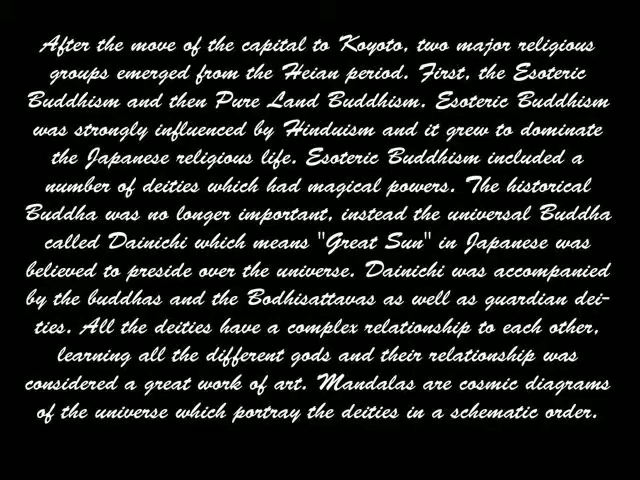 After the move of the capital to Koyoto, two major religious
groups emerged from the Heian period. First, the Esoteric
Buddhism and then Pure Land Buddhism. Esoteric Buddhism
was strongly influenced by Hinduism and it grew to dominate
the Japanese religious life. Esoteric Buddhism included a
number of deities which had magical powers. The historical
Buddha was no longer important, instead the universal Buddha
called Dainichi which means "Great Sun" in Japanese was
believed to preside over the universe. Dainichi was accompanied
by the buddhas and the Bodhisattavas as well as guardian dei-
ties. All the deities have a complex relationship to each other,
learning all the different gods and their relationship was
considered a great work of art. Mandalas are cosmic diagrams
of the universe which portray the deities in a schematic order.